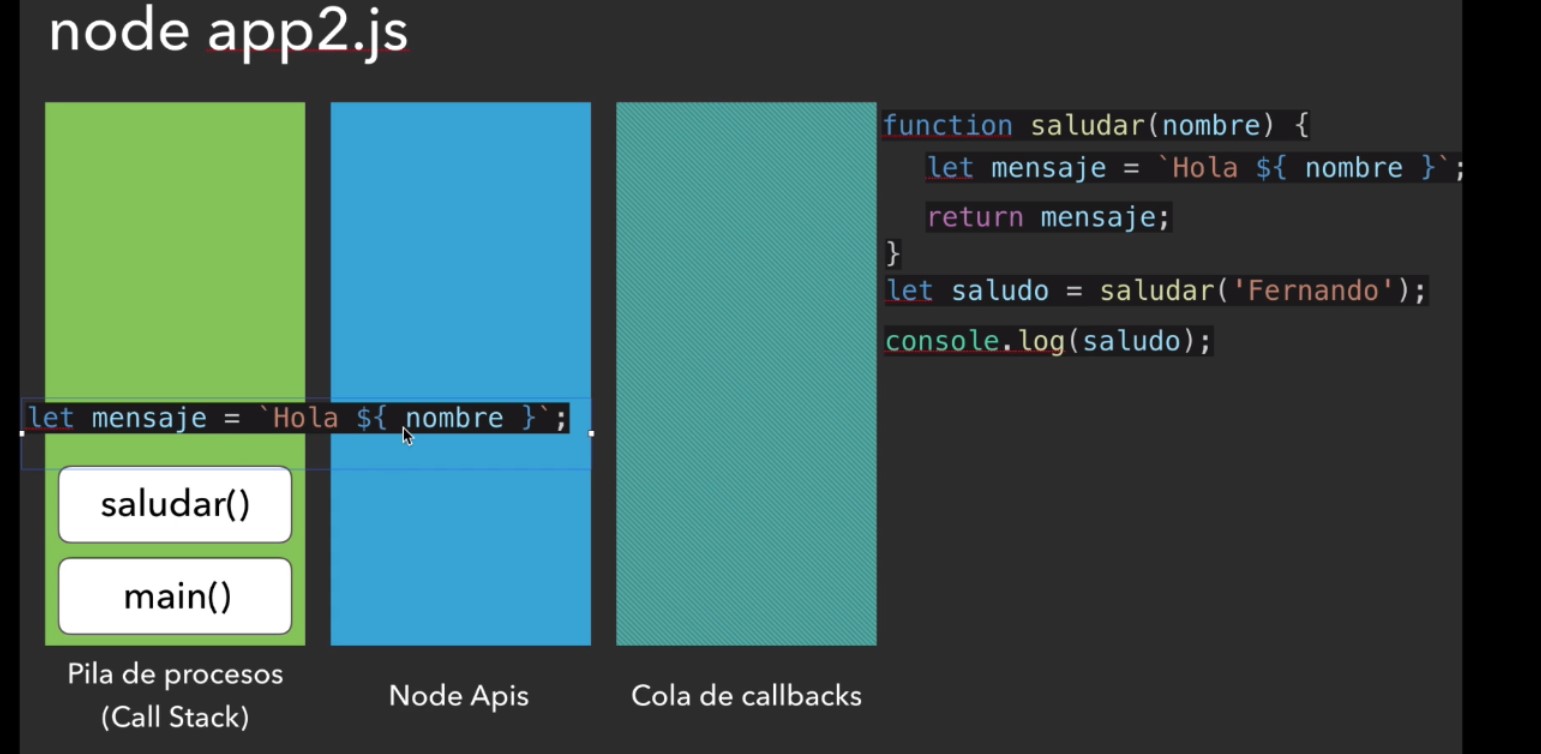 node app2.js
function saludar(nombre) {
let mensaje = `Hola ${ nombre }`;
return mensaje;
}
let saludo = saludar('Fernando');
console.log(saludo);
let mensaje = `Hola ${ nombre }`;
saludar()
main()
Pila de procesos
(Call Stack)
Node Apis
Cola de callbacks